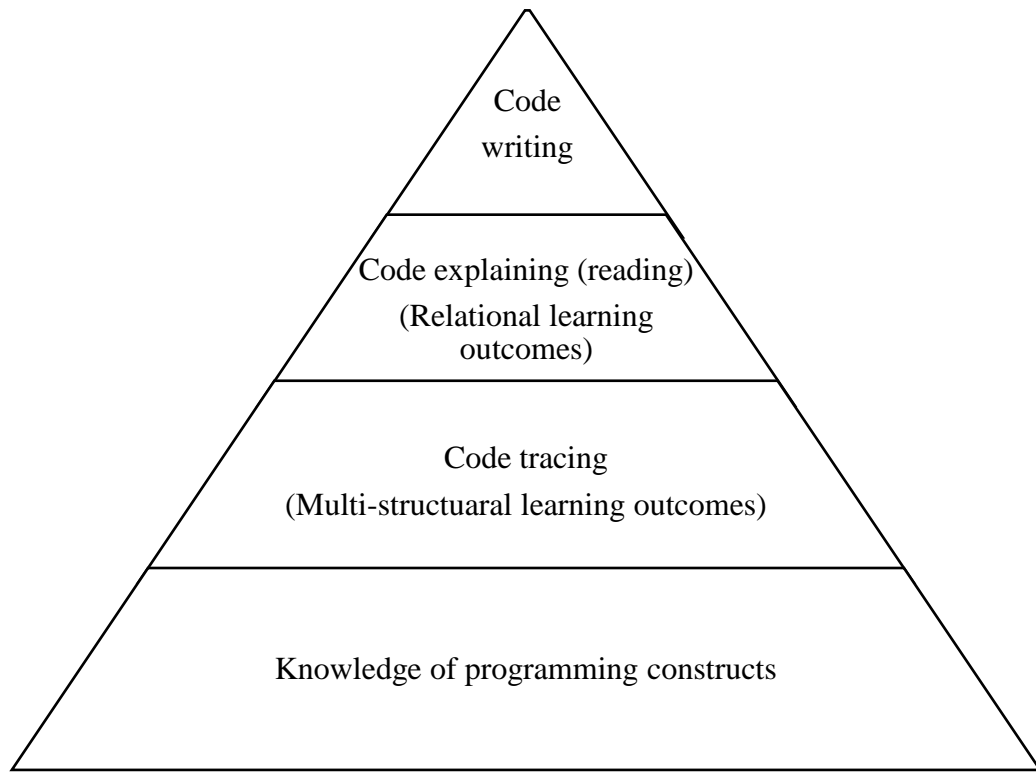 Code
writing
Code explaining (reading)
(Relational learning
outcomes)
Code tracing
(Multi-structuaral learning outcomes)
Knowledge of programming constructs